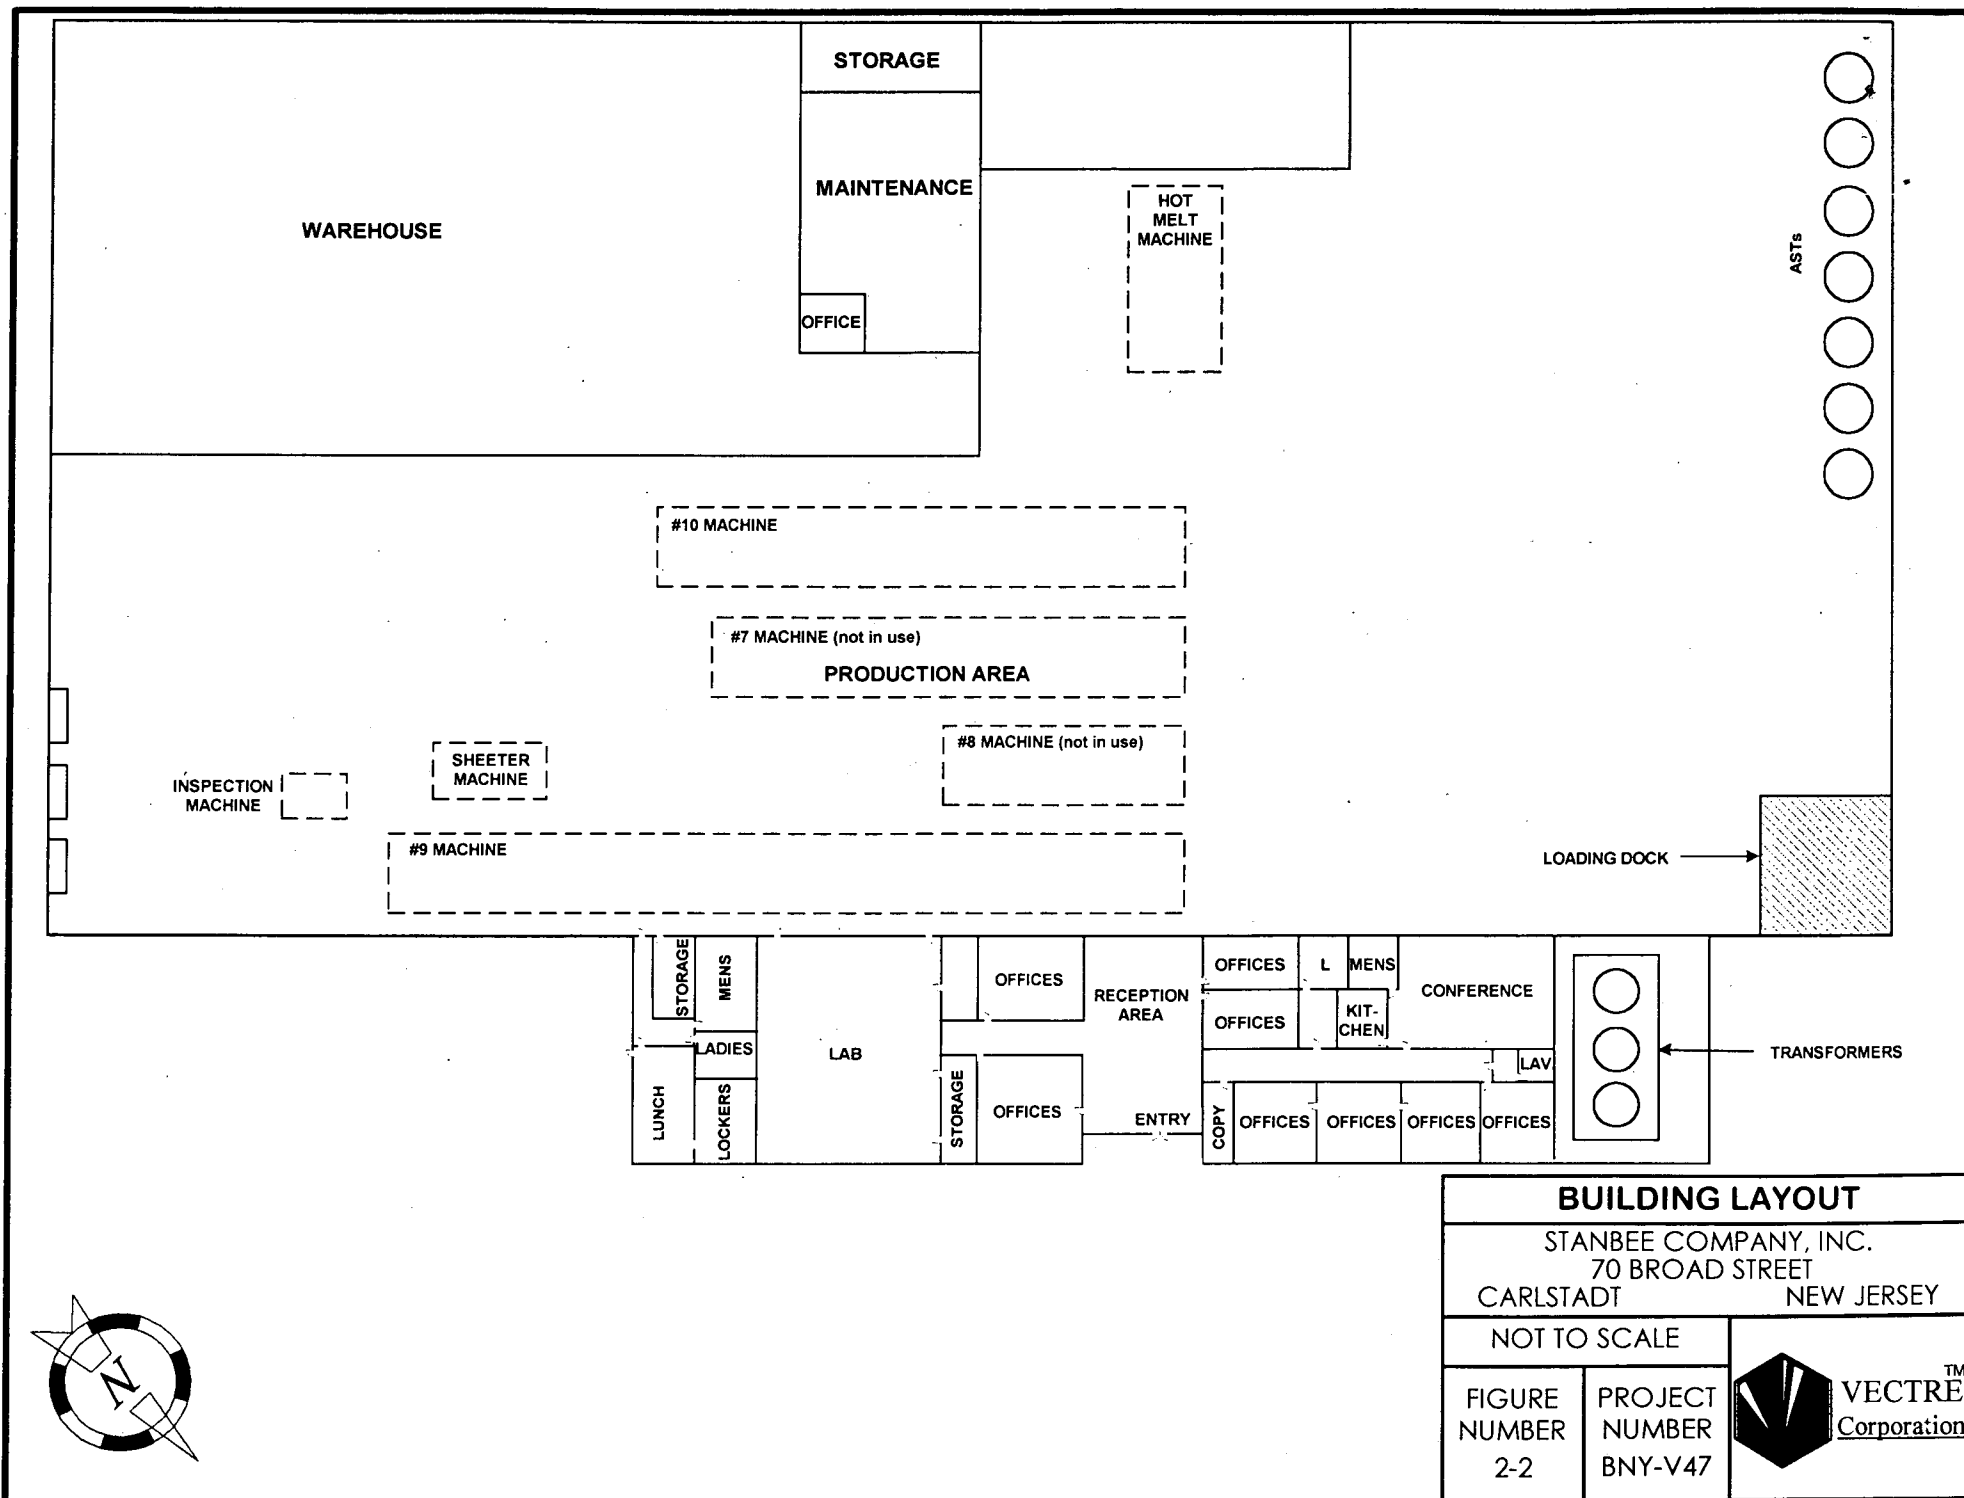 STORAGE
MAINTENANCE
WAREHOUSE
OFFICE
HOT
MELT
MACHINE
ASTs
#10 MACHINE
#7 MACHINE (not in use)
PRODUCTION AREA
#8 MACHINE (not in use)
SHEETER
MACHINE
INSPECTION
MACHINE
#9 MACHINE
LOADING DOCK
STORAGE
MENS
LADIES
LUNCH
LOCKERS
LAB
OFFICES
STORAGE
OFFICES
RECEPTION
AREA
ENTRY
OFFICES
L
MENS
CONFERENCE
OFFICES
KIT-
CHEN
LAV
COPY
OFFICES
OFFICES
OFFICES
OFFICES
TRANSFORMERS
BUILDING LAYOUT
STANBEE COMPANY, INC.
70 BROAD STREET
CARLSTADT NEW JERSEY
NOT TO SCALE
FIGURE
NUMBER
2-2
PROJECT
NUMBER
BNY-V47
VECTRE TM
Corporation
N